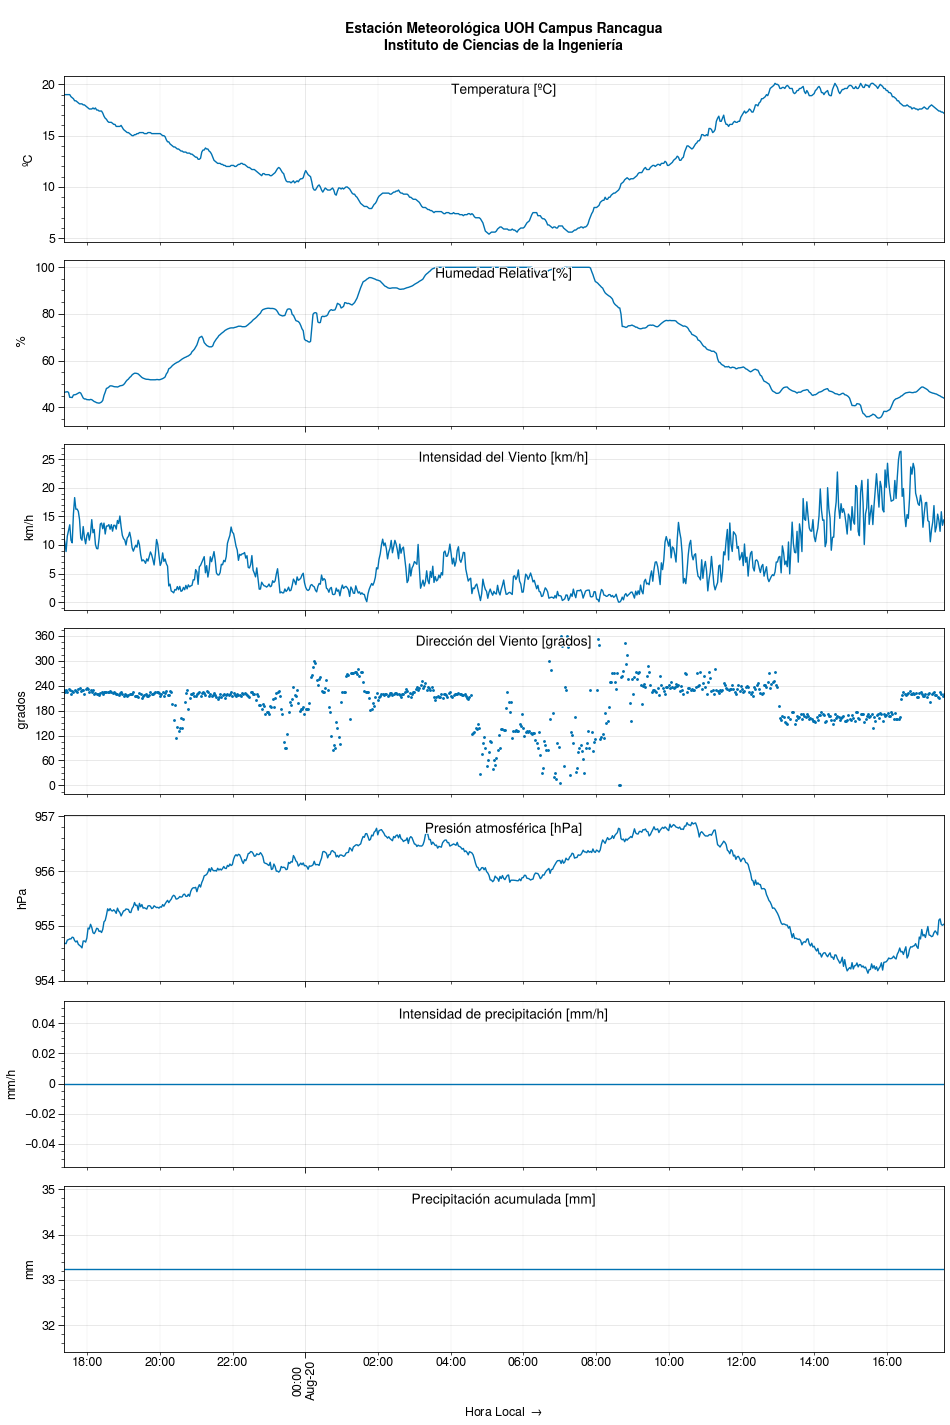 Estación Meteorológica UOH Campus Rancagua
Instituto de Ciencias de la Ingeniería
Temperatura [ºC]
ºC
20
15
10
5
Humedad Relativa [%]
%
100
80
60
40
Intensidad del Viento [km/h]
km/h
25
20
15
10
5
0
Dirección del Viento [grados]
grados
360
300
240
180
120
60
0
Presión atmosférica [hPa]
hPa
957
956
955
954
Intensidad de precipitación [mm/h]
mm/h
0.04
0.02
0
−0.02
−0.04
Precipitación acumulada [mm]
mm
35
34
33
32
18:00 20:00 22:00 00:00 02:00 04:00 06:00 08:00 10:00 12:00 14:00 16:00
Aug-20
Hora Local →